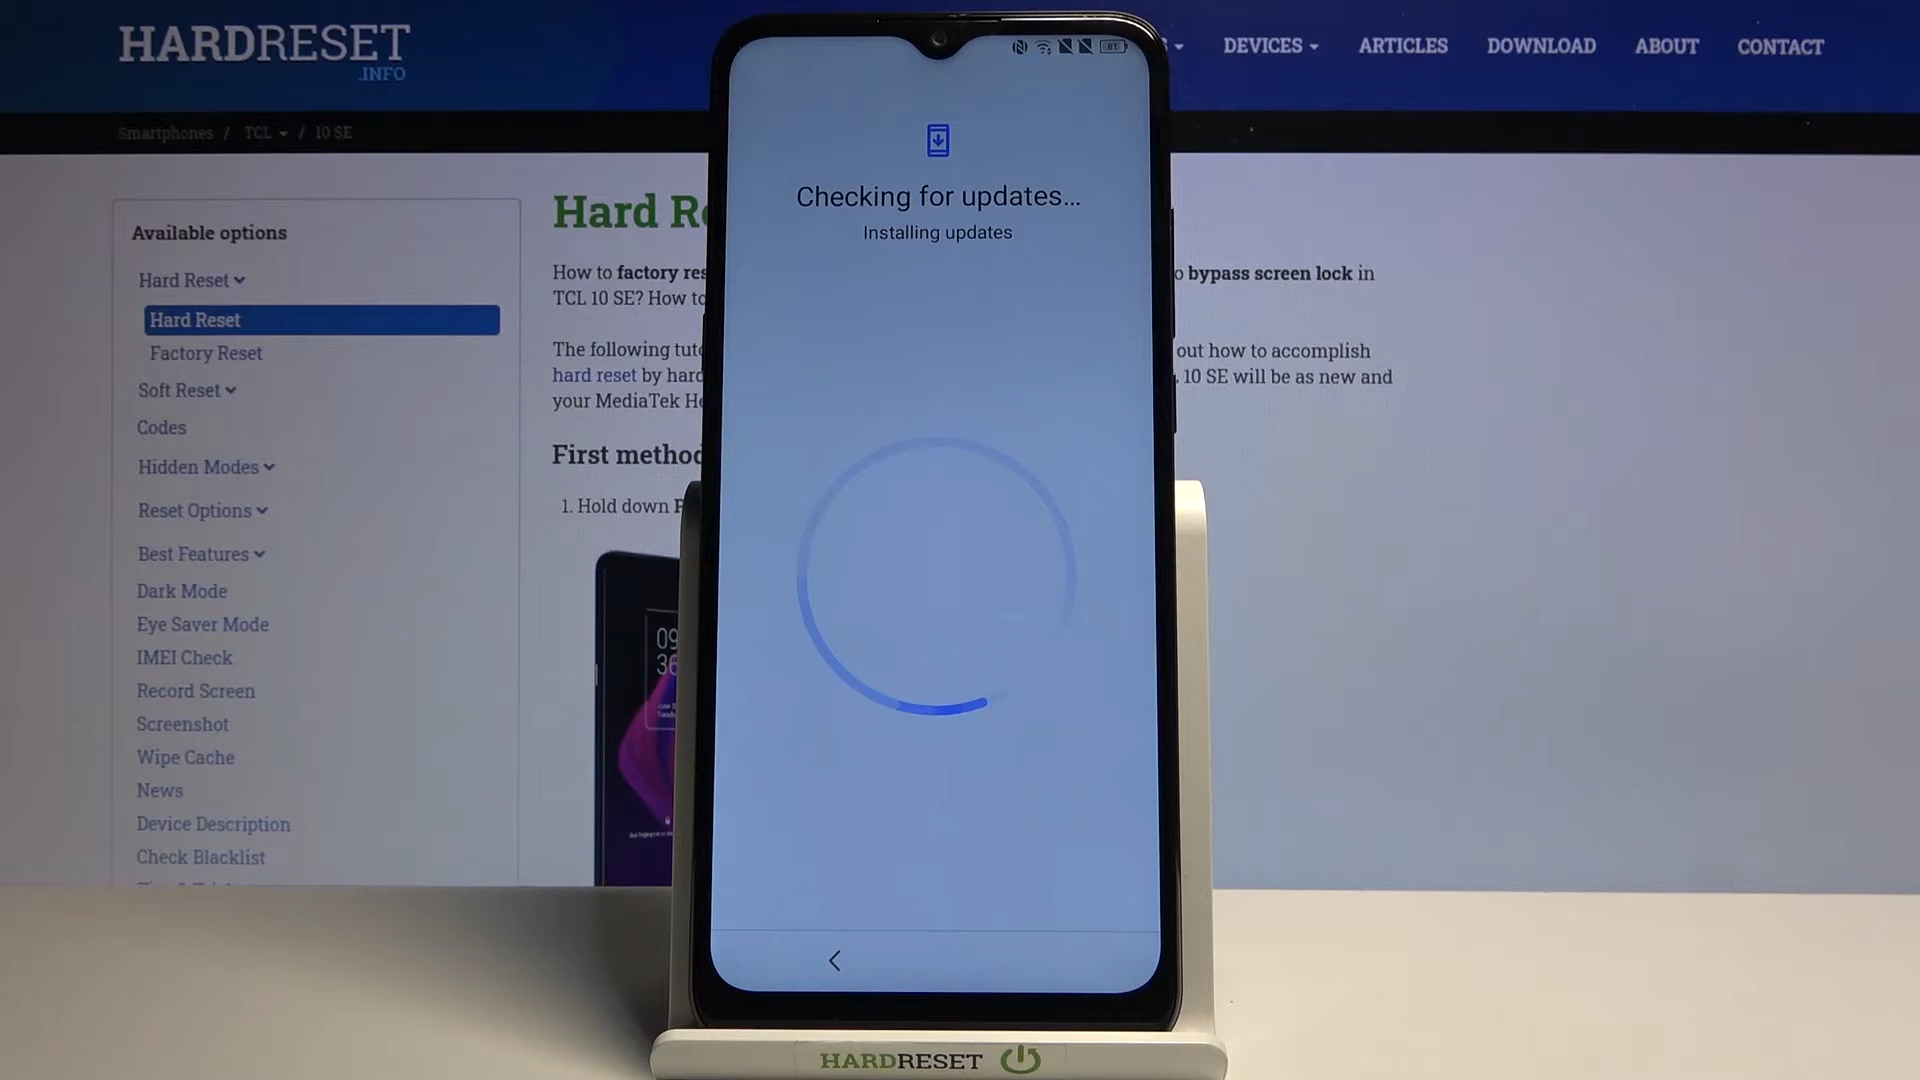 HARDRESET
.INFO
DEVICES
ARTICLES
DOWNLOAD
ABOUT
CONTACT
Smartphones / TCL / 10 SE
Available options
Hard Reset
Hard Reset
Factory Reset
Soft Reset
Codes
Hidden Modes
Reset Options
Best Features
Dark Mode
Eye Saver Mode
IMEI Check
Record Screen
Screenshot
Wipe Cache
News
Device Description
Check Blacklist
Hard R
How to factory res
bypass screen lock in
TCL 10 SE? How to
The following tuto
out how to accomplish
hard reset by hard
10 SE will be as new and
your MediaTek He
First method
1. Hold down P
81
Checking for updates...
Installing updates
HARDRESET